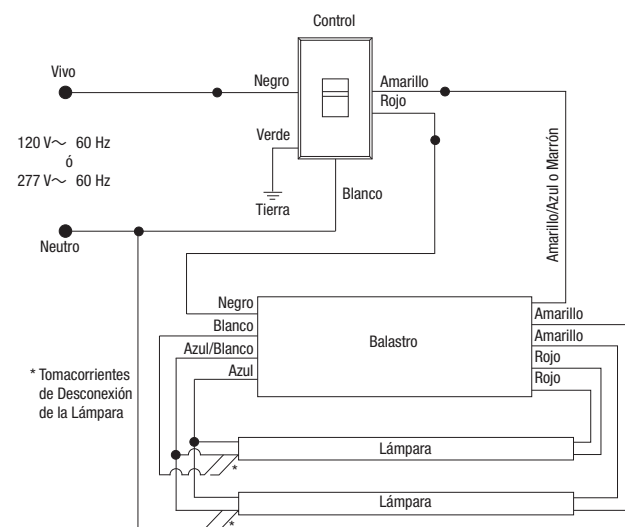 Control
Vivo
Negro
Amarillo
Rojo
Verde
120 V~ 60 Hz
ó
277 V~ 60 Hz
Tierra
Blanco
Neutro
Amarillo/Azul o Marrón
Negro
Blanco
Azul/Blanco
Azul
Balastro
Amarillo
Amarillo
Rojo
Rojo
* Tomacorrientes
de Desconexión
de la Lámpara
Lámpara
*
Lámpara
*